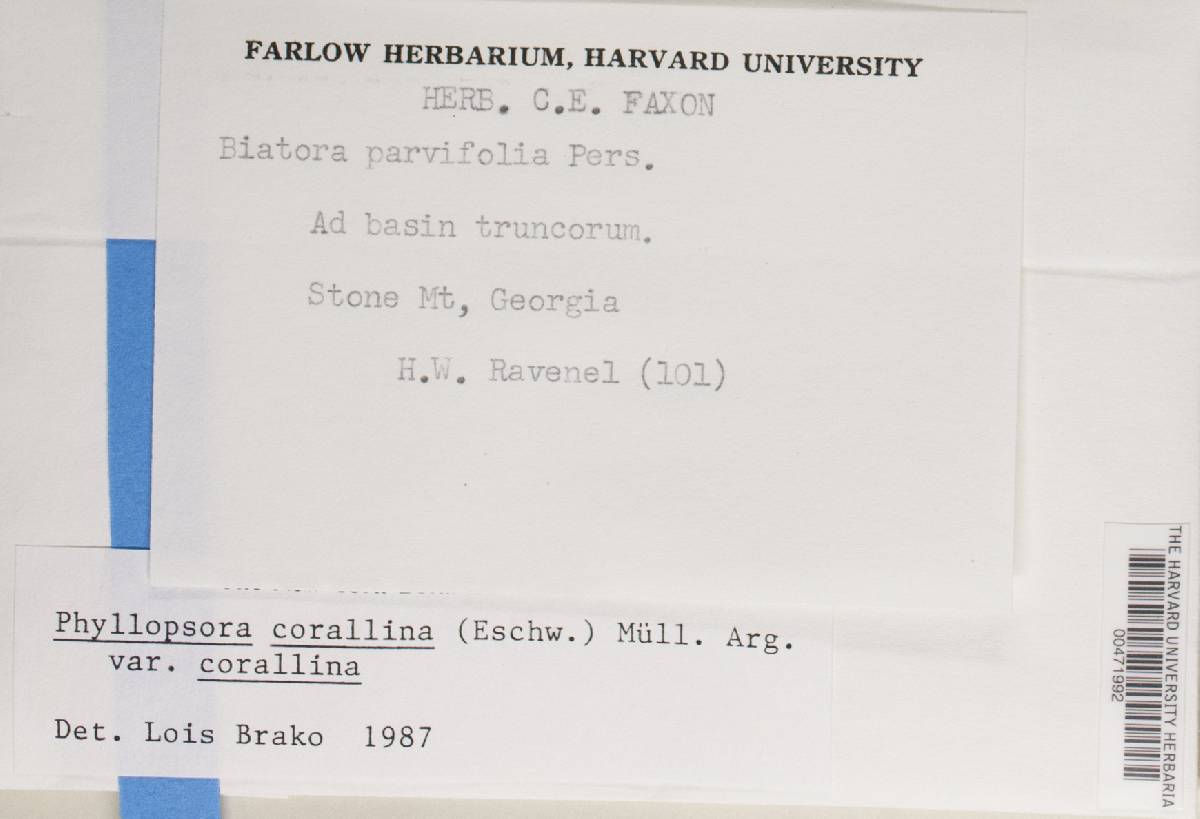 FARLOW HERBARIUM, HARVARD UNIVERSITY
HERB. C.E. FAXON
Biatora parvifolia Pers.
Ad basin truncorum.
Stone Mt, Georgia
H.W. Ravenel (101)
Phyllopsora corallina (Eschw.) Müll. Arg.
var. corallina
Det. Lois Brako 1987
THE HARVARD UNIVERSITY HERBARIA
00471992